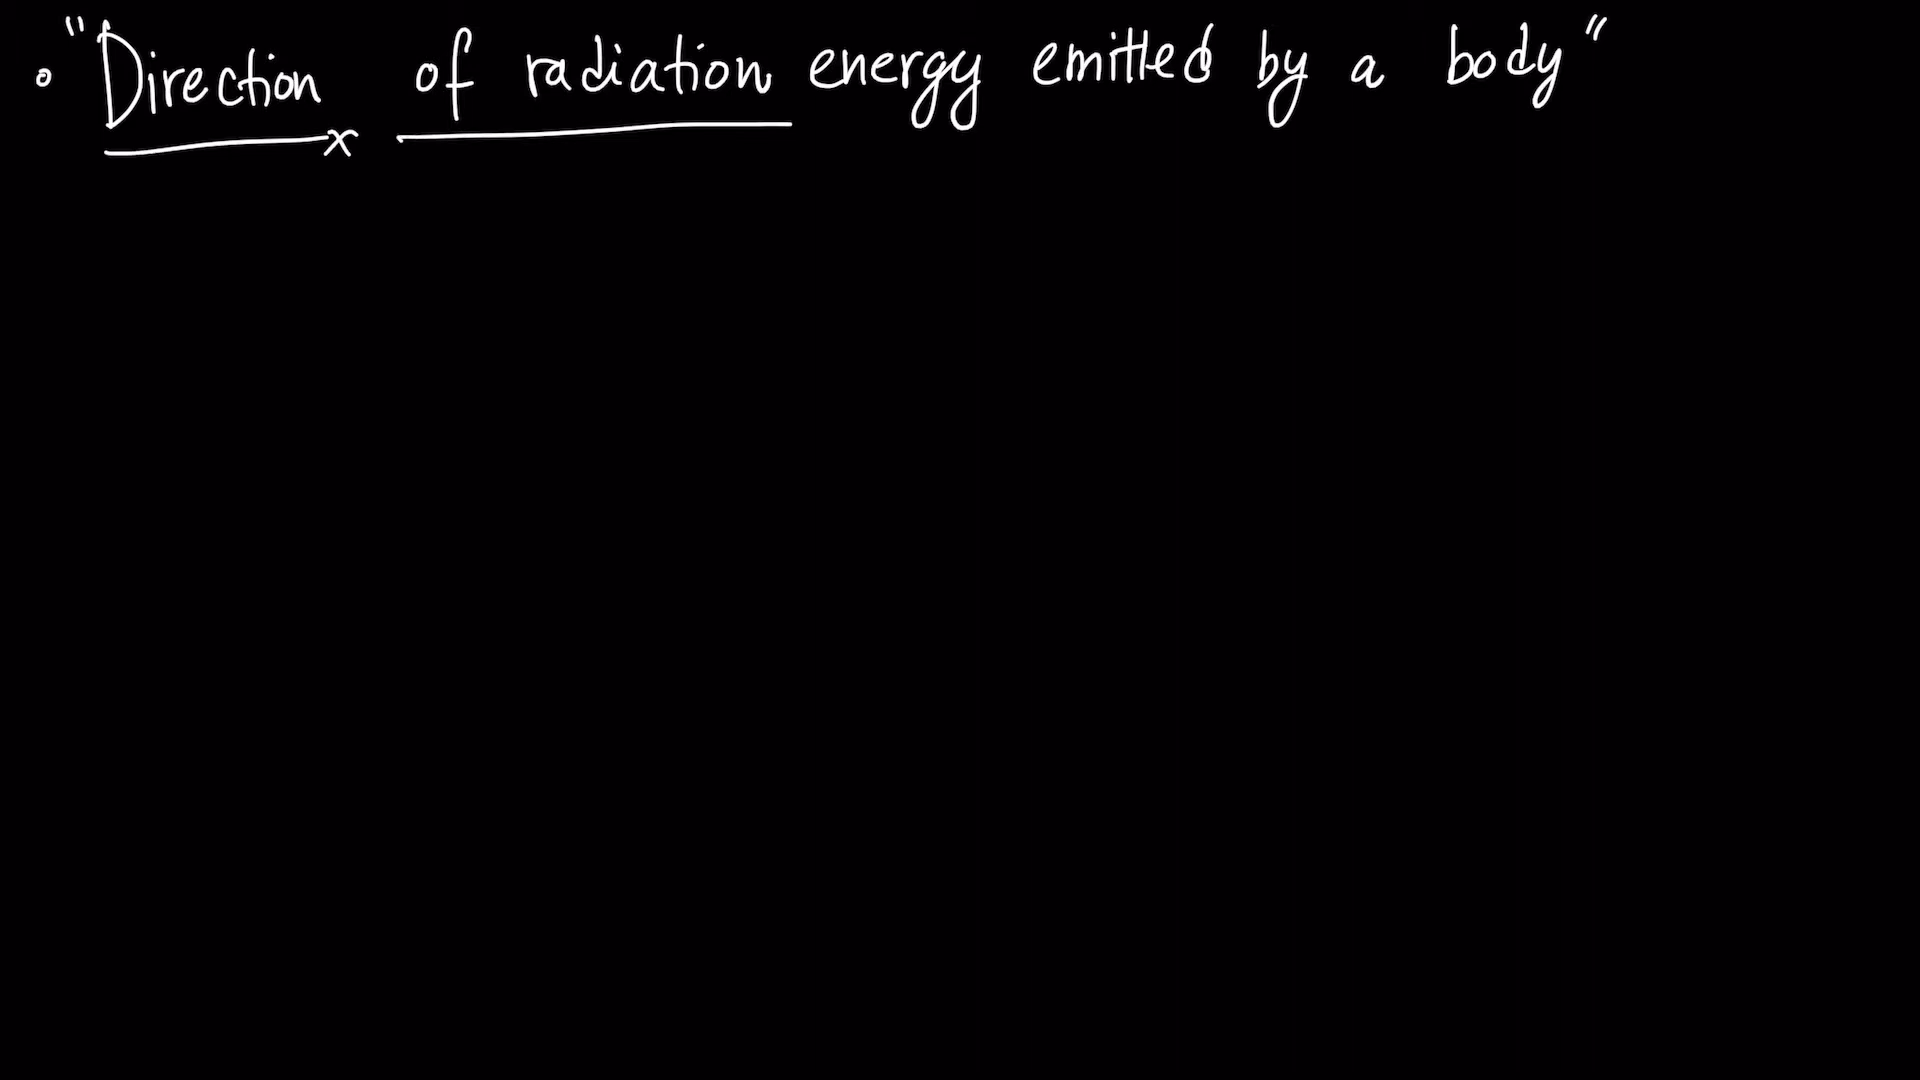 • "Direction of radiation energy emitted by a body"